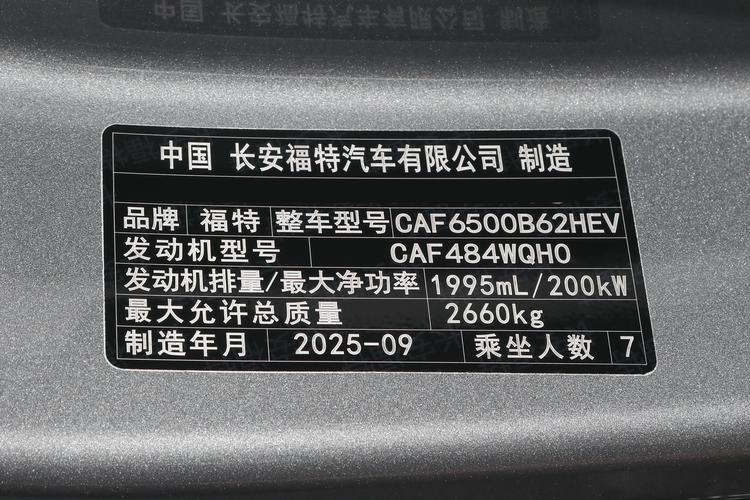 中国 长安福特汽车有限公司 制造
品牌 福特 整车型号 CAF6500B62HEV
发动机型号 CAF484WQH0
发动机排量/最大净功率 1995mL/200kW
最大允许总质量 2660kg
制造年月 2025-09 乘坐人数 7